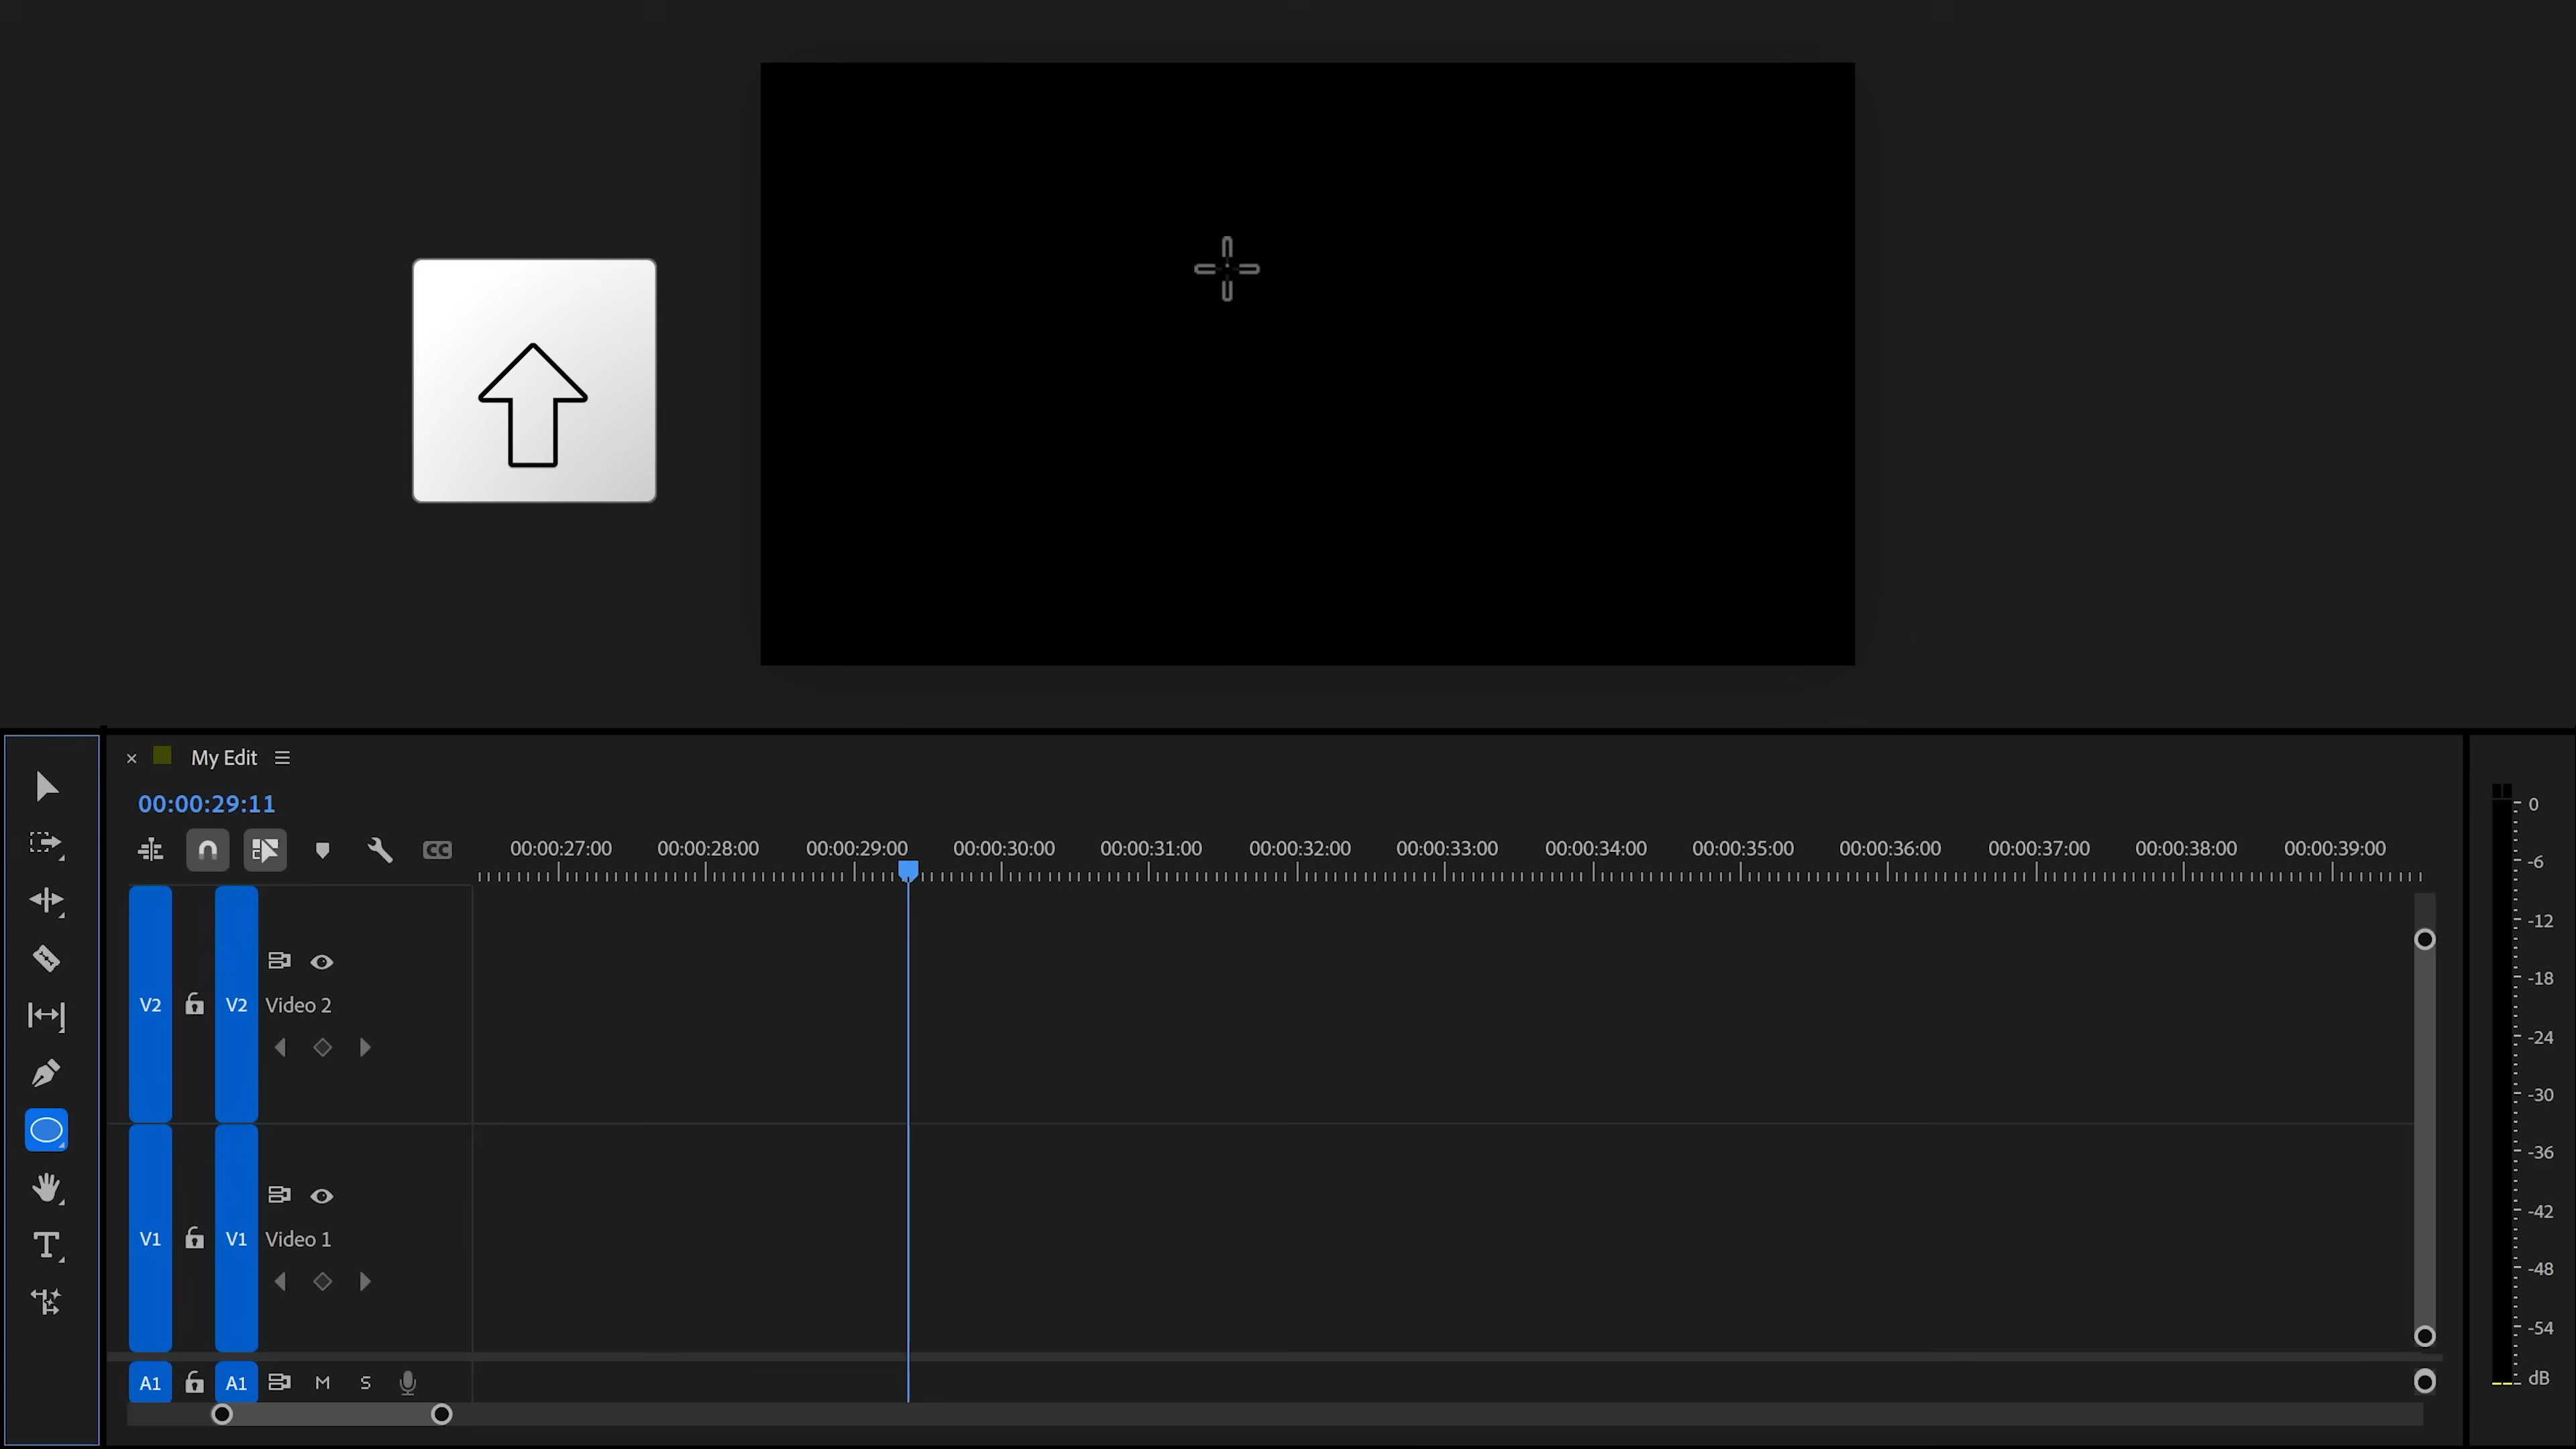 My Edit
00:00:29:11
CC
00:00:27:00 00:00:28:00 00:00:29:00 00:00:30:00 00:00:31:00 00:00:32:00 00:00:33:00 00:00:34:00 00:00:35:00 00:00:36:00 00:00:37:00 00:00:38:00 00:00:39:00
V2 V2 Video 2
V1 V1 Video 1
A1 A1 M S
T
0
-6
-12
-18
-24
-30
-36
-42
-48
-54
dB